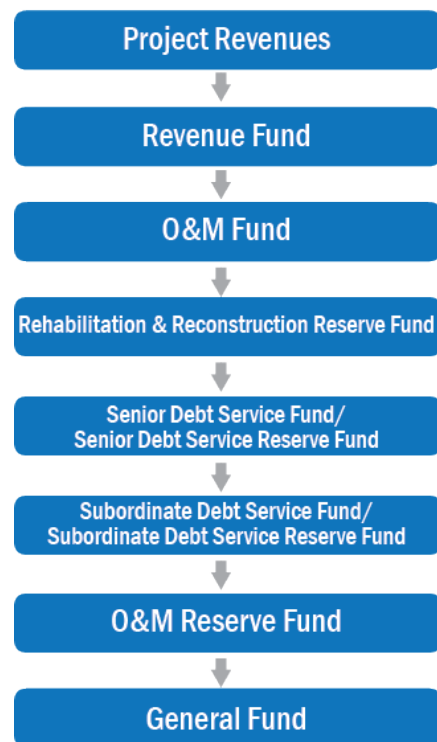 Project Revenues
Revenue Fund
O&M Fund
Rehabilitation & Reconstruction Reserve Fund
Senior Debt Service Fund/
Senior Debt Service Reserve Fund
Subordinate Debt Service Fund/
Subordinate Debt Service Reserve Fund
O&M Reserve Fund
General Fund